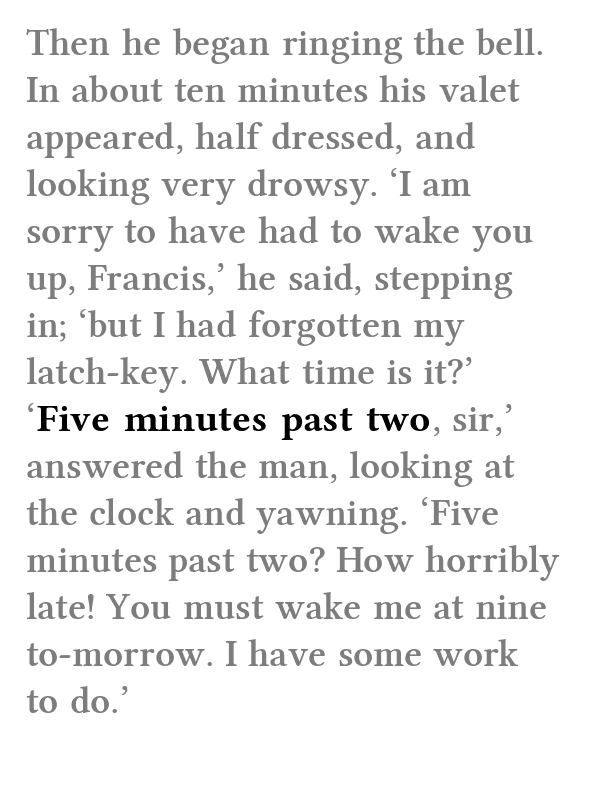 Then he began ringing the bell.
In about ten minutes his valet
appeared, half dressed, and
looking very drowsy. ‘I am
sorry to have had to wake you
up, Francis,’ he said, stepping
in; ‘but I had forgotten my
latch-key. What time is it?’
‘Five minutes past two, sir,’
answered the man, looking at
the clock and yawning. ‘Five
minutes past two? How horribly
late! You must wake me at nine
to-morrow. I have some work
to do.’